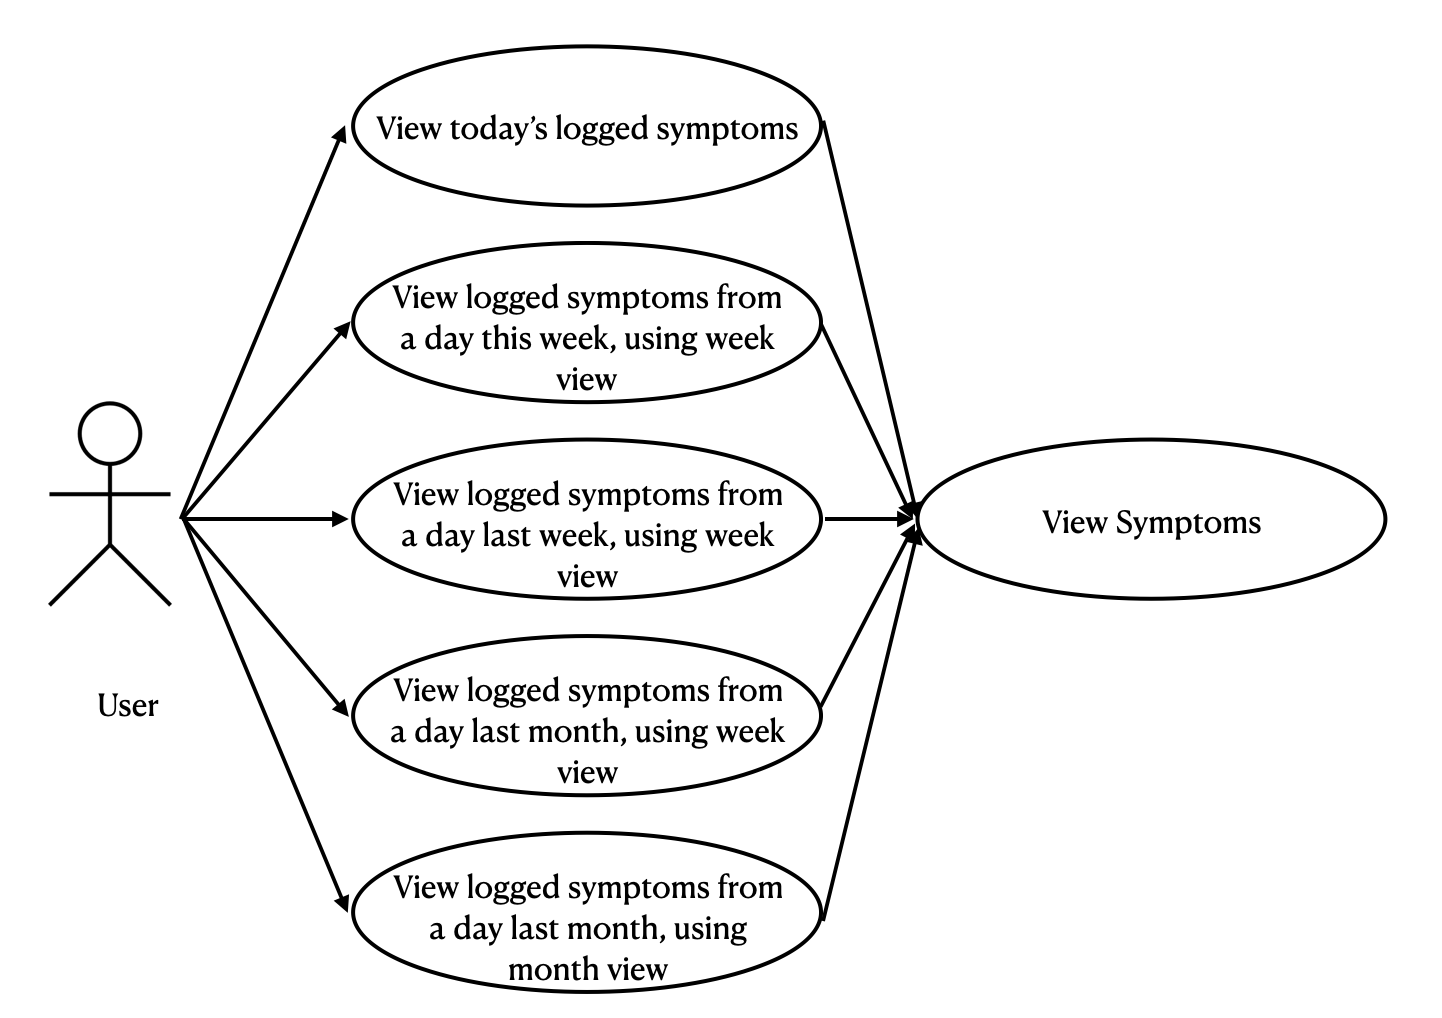 View today’s logged symptoms
View logged symptoms from
a day this week, using week
view
View logged symptoms from
a day last week, using week
view
View Symptoms
View logged symptoms from
a day last month, using week
view
User
View logged symptoms from
a day last month, using
month view